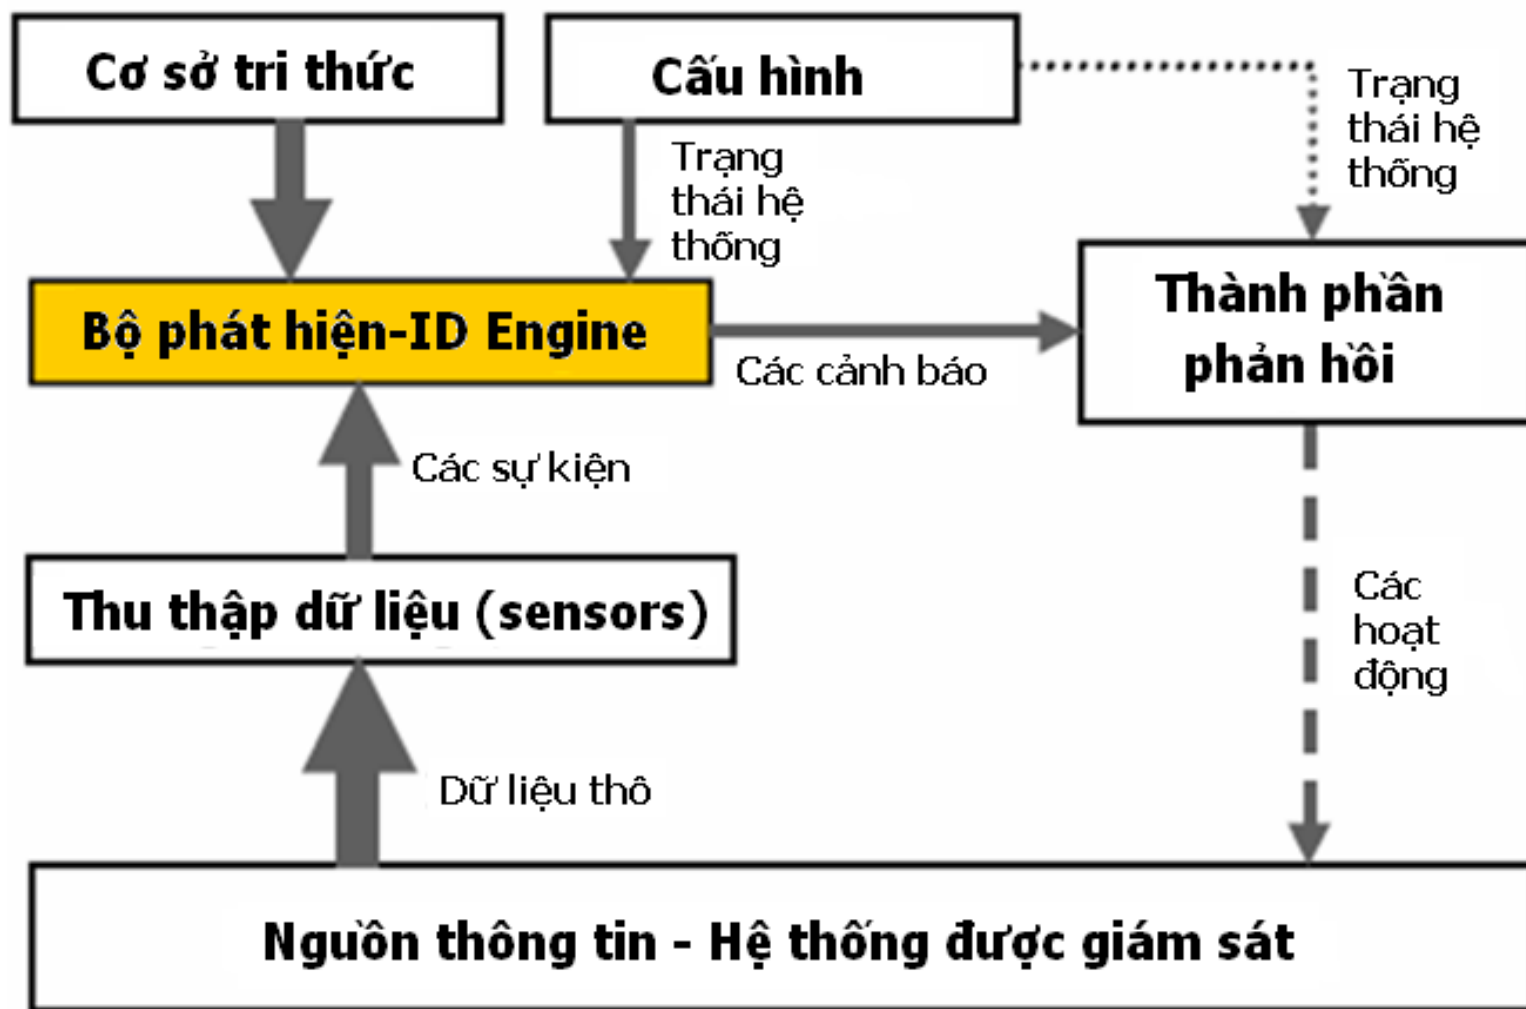 Cơ sở tri thức
Cấu hình
Trạng
thái hệ
thống
Trạng
thái hệ
thống
Bộ phát hiện-ID Engine
Các cảnh báo
Thành phần
phản hồi
Các sự kiện
Thu thập dữ liệu (sensors)
Các
hoạt
động
Dữ liệu thô
Nguồn thông tin - Hệ thống được giám sát